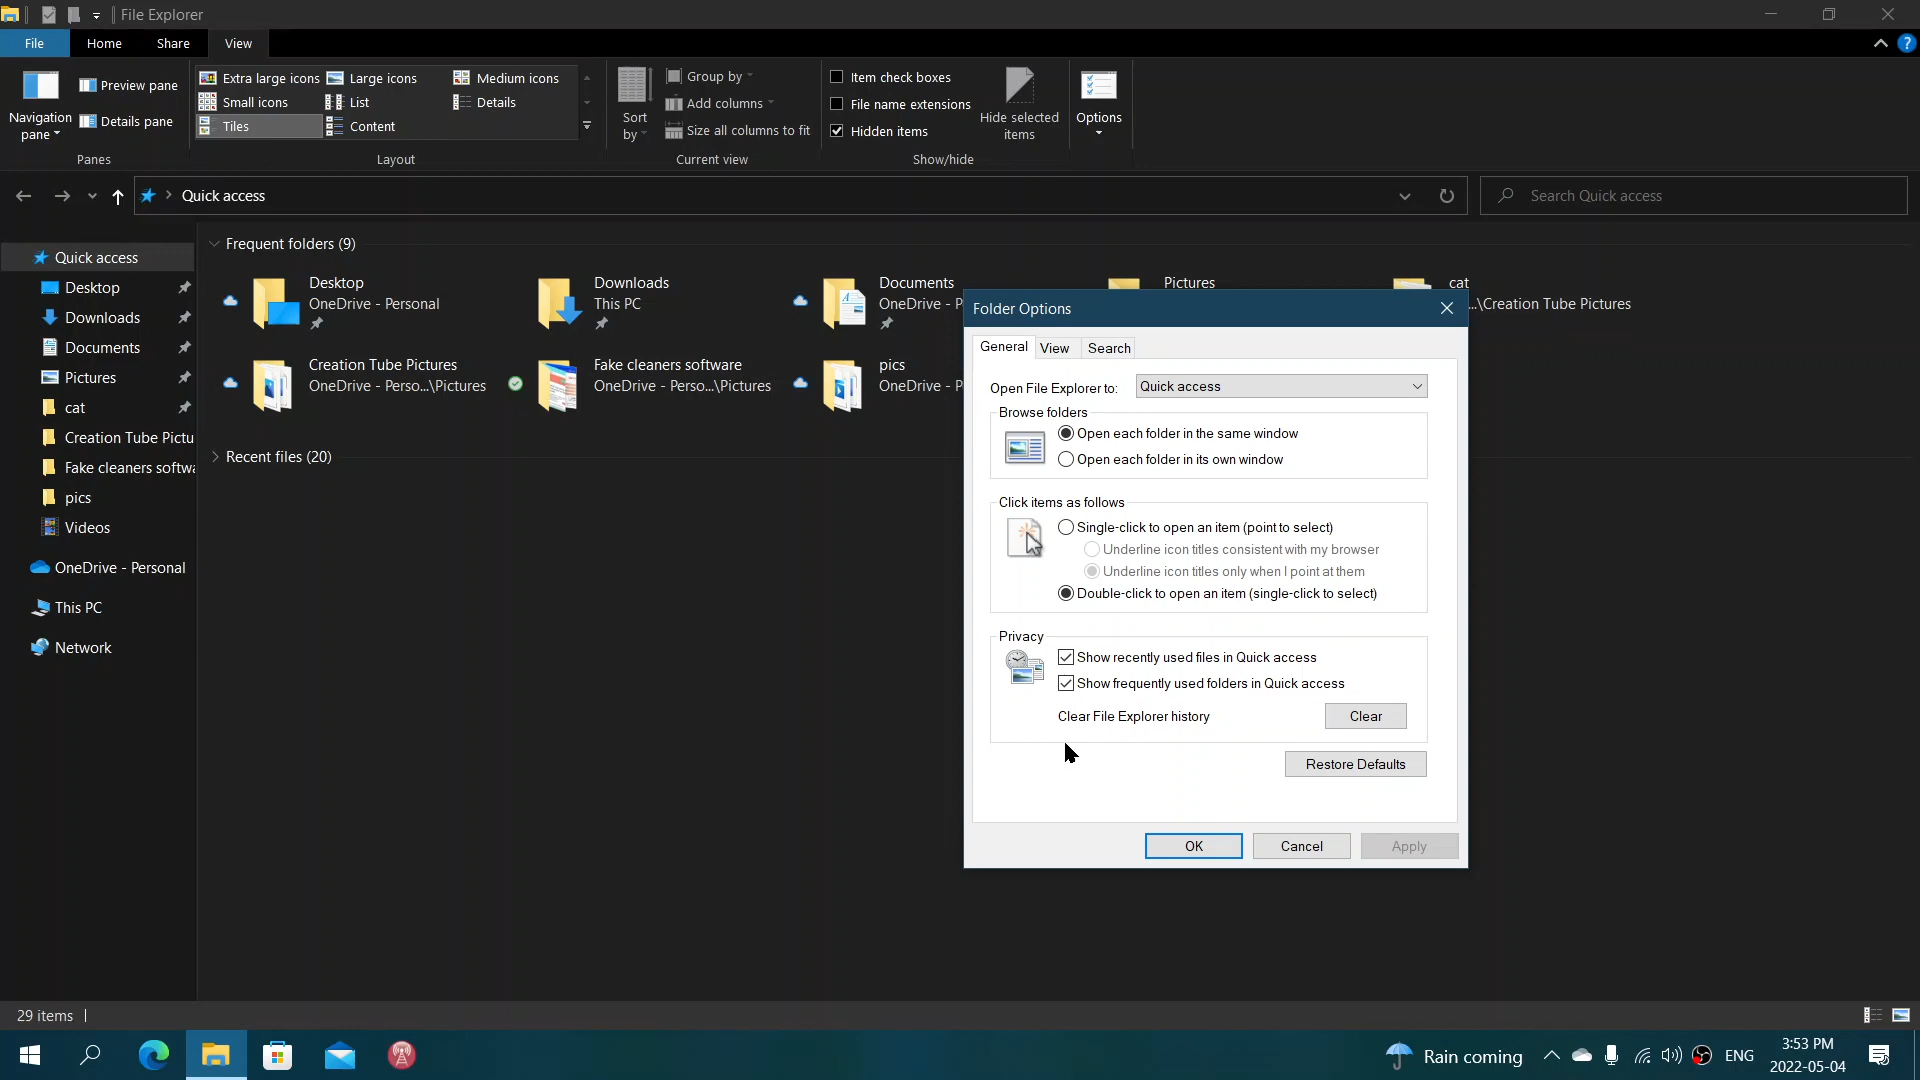 File Explorer
File Home Share View
Navigation pane
Preview pane
Details pane
Panes
Extra large icons Large icons Medium icons
Small icons List Details
Tiles Content
Layout
Sort by
Group by
Add columns
Size all columns to fit
Current view
Item check boxes
File name extensions
Hidden items
Hide selected items
Show/hide
Options
Quick access
Search Quick access
Quick access
Desktop
Downloads
Documents
Pictures
cat
Creation Tube Pictu
Fake cleaners softwa
pics
Videos
OneDrive - Personal
This PC
Network
Frequent folders (9)
Desktop
OneDrive - Personal
Downloads
This PC
Documents
OneDrive - P
Pictures
cat
...\Creation Tube Pictures
Creation Tube Pictures
OneDrive - Perso...\Pictures
Fake cleaners software
OneDrive - Perso...\Pictures
pics
OneDrive - P
Recent files (20)
Folder Options
General View Search
Open File Explorer to: Quick access
Browse folders
Open each folder in the same window
Open each folder in its own window
Click items as follows
Single-click to open an item (point to select)
Underline icon titles consistent with my browser
Underline icon titles only when I point at them
Double-click to open an item (single-click to select)
Privacy
Show recently used files in Quick access
Show frequently used folders in Quick access
Clear File Explorer history Clear
Restore Defaults
OK Cancel Apply
29 items
Rain coming
ENG
3:53 PM
2022-05-04